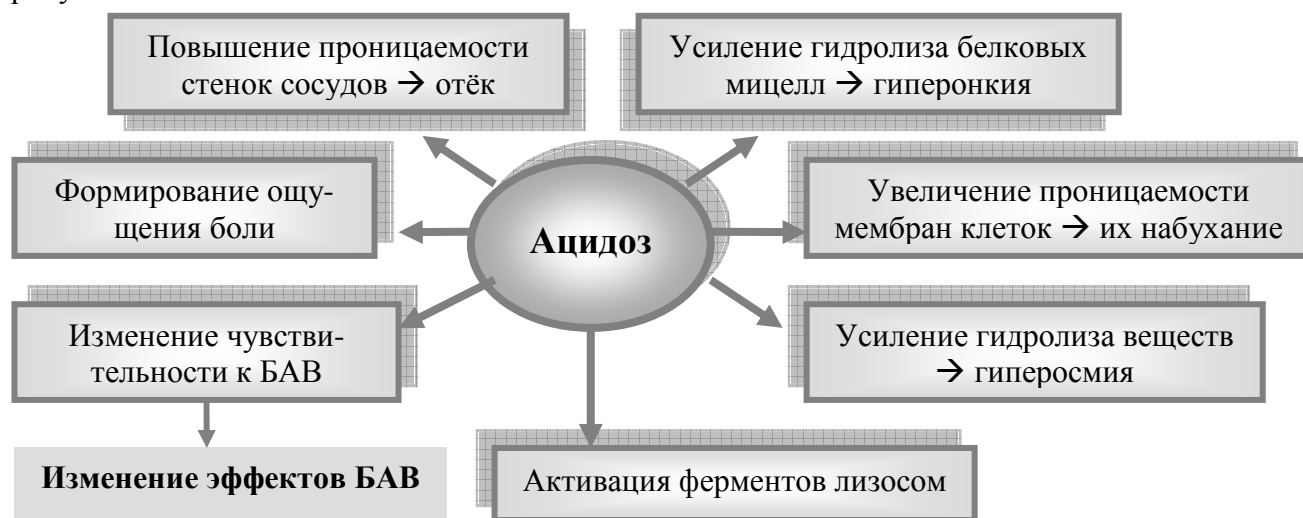 Повышение проницаемости
стенок сосудов → отёк
Усиление гидролиза белковых
мицелл → гиперонкия
Формирование ощу-
щения боли
Ацидоз
Увеличение проницаемости
мембран клеток → их набухание
Изменение чувстви-
тельности к БАВ
Усиление гидролиза веществ
→ гиперосмия
Изменение эффектов БАВ
Активация ферментов лизосом